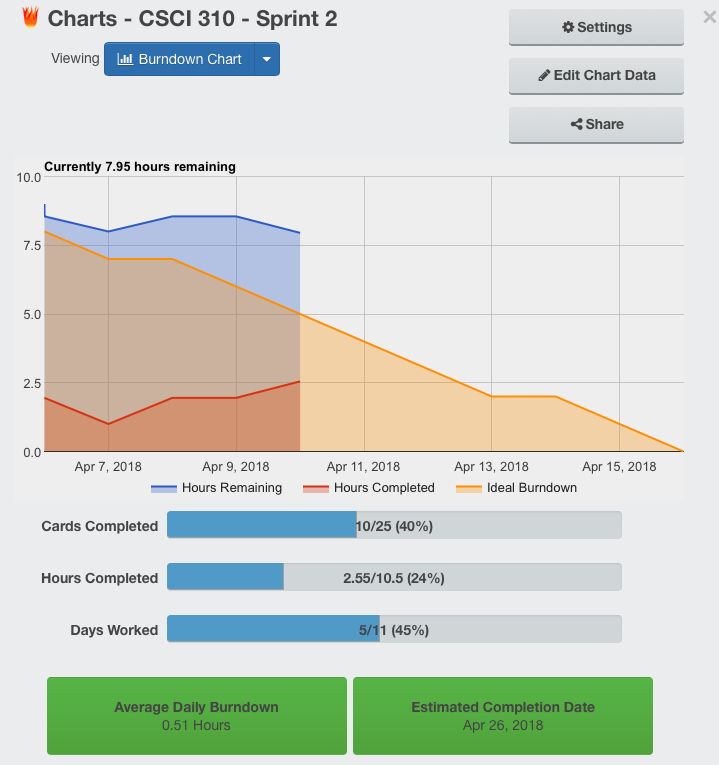 Charts - CSCI 310 - Sprint 2
×
Settings
Viewing Burndown Chart
Edit Chart Data
Share
Currently 7.95 hours remaining
10.0
7.5
5.0
2.5
0.0
Apr 7, 2018 Apr 9, 2018 Apr 11, 2018 Apr 13, 2018 Apr 15, 2018
Hours Remaining Hours Completed Ideal Burndown
Cards Completed 10/25 (40%)
Hours Completed 2.55/10.5 (24%)
Days Worked 5/11 (45%)
Average Daily Burndown
0.51 Hours
Estimated Completion Date
Apr 26, 2018